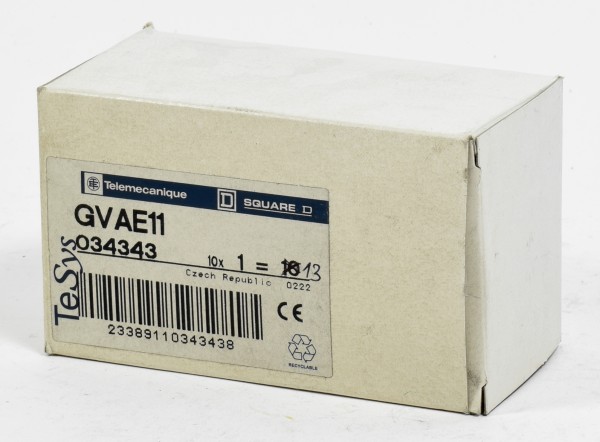 Telemecanique SQUARE D
GVAE11
034343
10x 1 = 13
Czech Republic 0222
TeSys
CE
23389110343438
RECYCLABLE